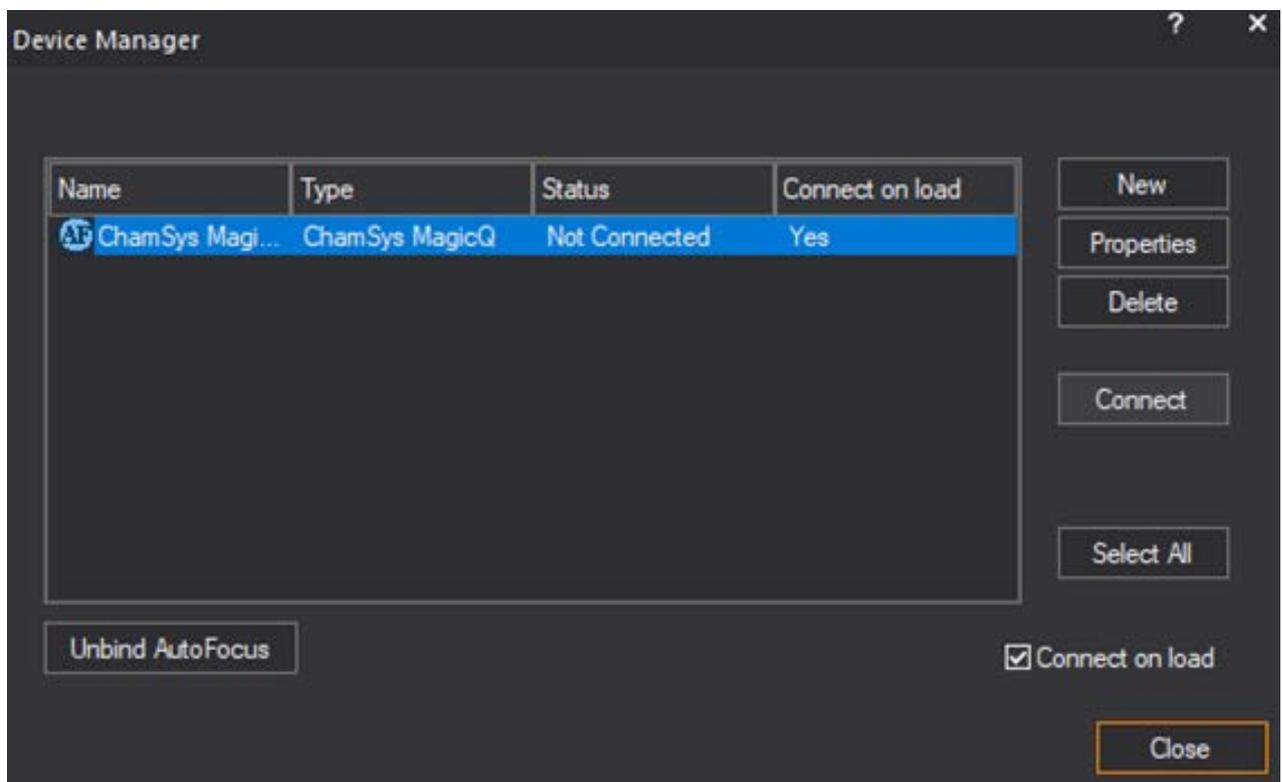 Device Manager ? ×
Name Type Status Connect on load
AF ChamSys Magi... ChamSys MagicQ Not Connected Yes
New
Properties
Delete
Connect
Select All
Unbind AutoFocus
Connect on load
Close